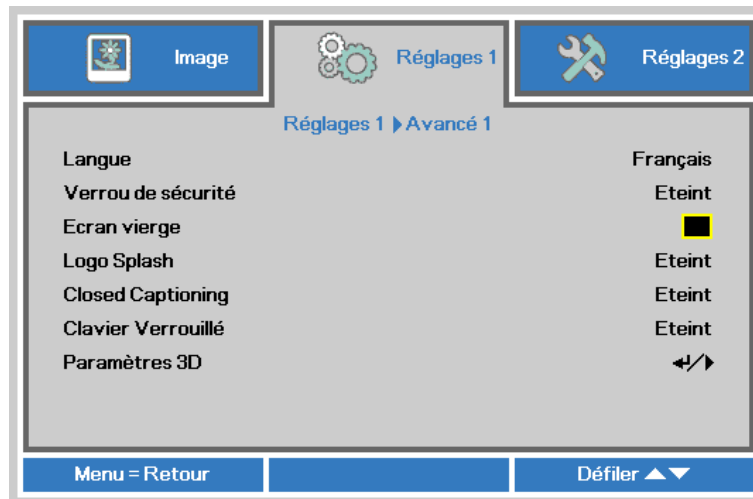 Image
Réglages 1
Réglages 2
Réglages 1 ▶ Avancé 1
Langue Français
Verrou de sécurité Eteint
Ecran vierge
Logo Splash Eteint
Closed Captioning Eteint
Clavier Verrouillé Eteint
Paramètres 3D ↵/▶
Menu = Retour
Défiler ▲▼